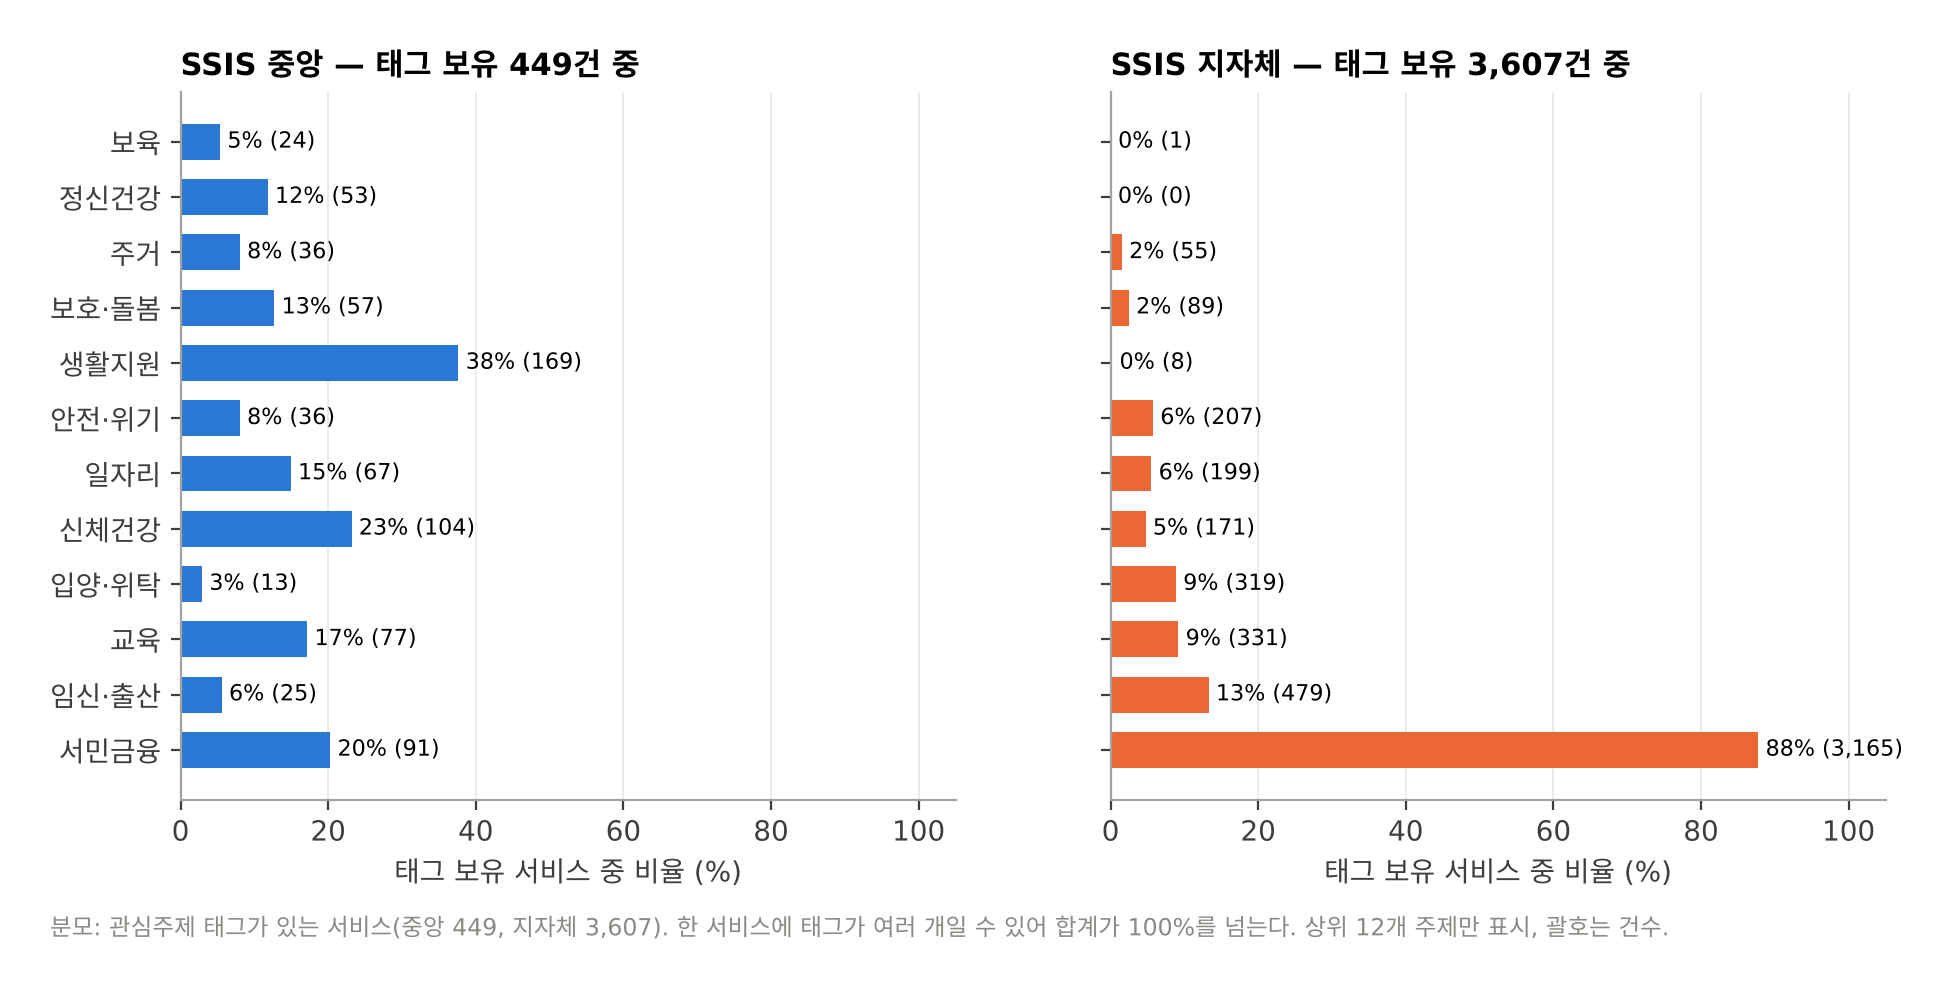 SSIS 중앙 — 태그 보유 449건 중
보육 5% (24)
정신건강 12% (53)
주거 8% (36)
보호·돌봄 13% (57)
생활지원 38% (169)
안전·위기 8% (36)
일자리 15% (67)
신체건강 23% (104)
입양·위탁 3% (13)
교육 17% (77)
임신·출산 6% (25)
서민금융 20% (91)
0 20 40 60 80 100
태그 보유 서비스 중 비율 (%)
SSIS 지자체 — 태그 보유 3,607건 중
0% (1)
0% (0)
2% (55)
2% (89)
0% (8)
6% (207)
6% (199)
5% (171)
9% (319)
9% (331)
13% (479)
88% (3,165)
0 20 40 60 80 100
태그 보유 서비스 중 비율 (%)
분모: 관심주제 태그가 있는 서비스(중앙 449, 지자체 3,607). 한 서비스에 태그가 여러 개일 수 있어 합계가 100%를 넘는다. 상위 12개 주제만 표시, 괄호는 건수.